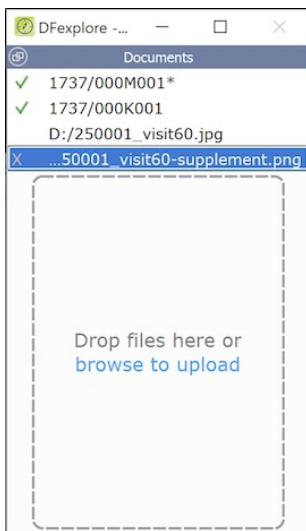 DFexplore -...
Documents
1737/000M001*
1737/000K001
D:/250001_visit60.jpg
X ...50001_visit60-supplement.png
Drop files here or
browse to upload